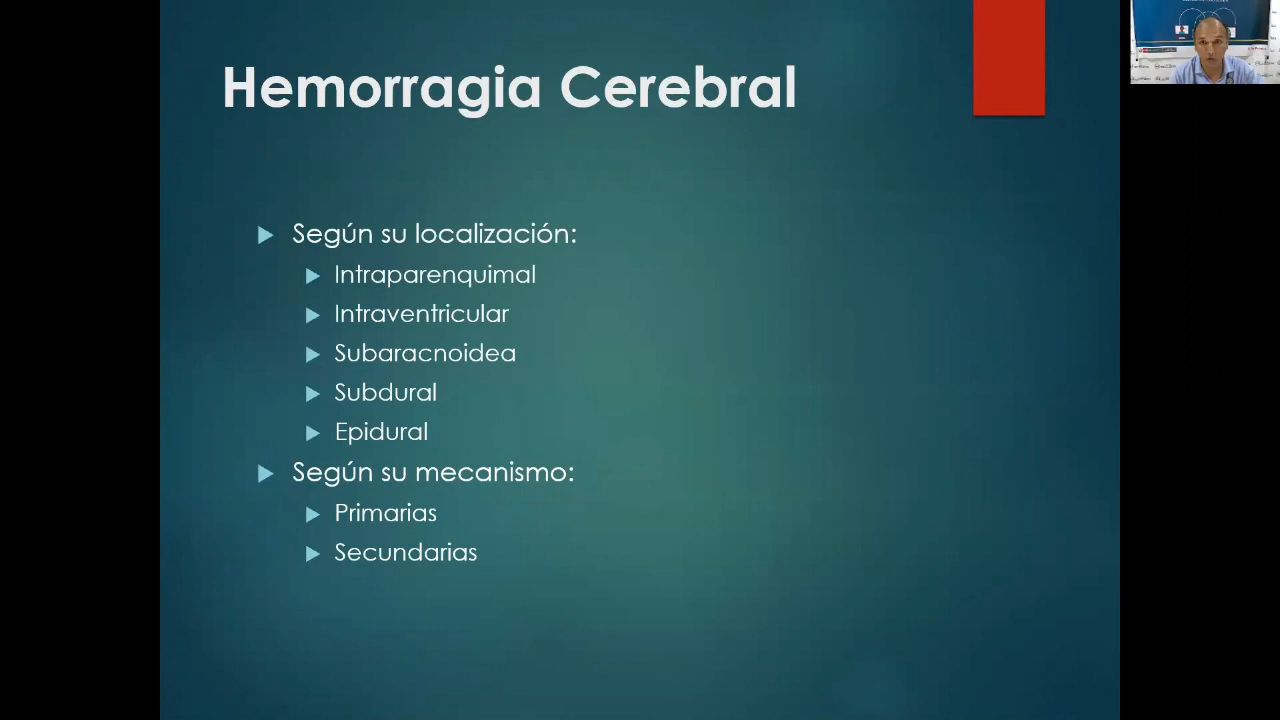 Hemorragia Cerebral
Según su localización:
Intraparenquimal
Intraventricular
Subaracnoidea
Subdural
Epidural
Según su mecanismo:
Primarias
Secundarias